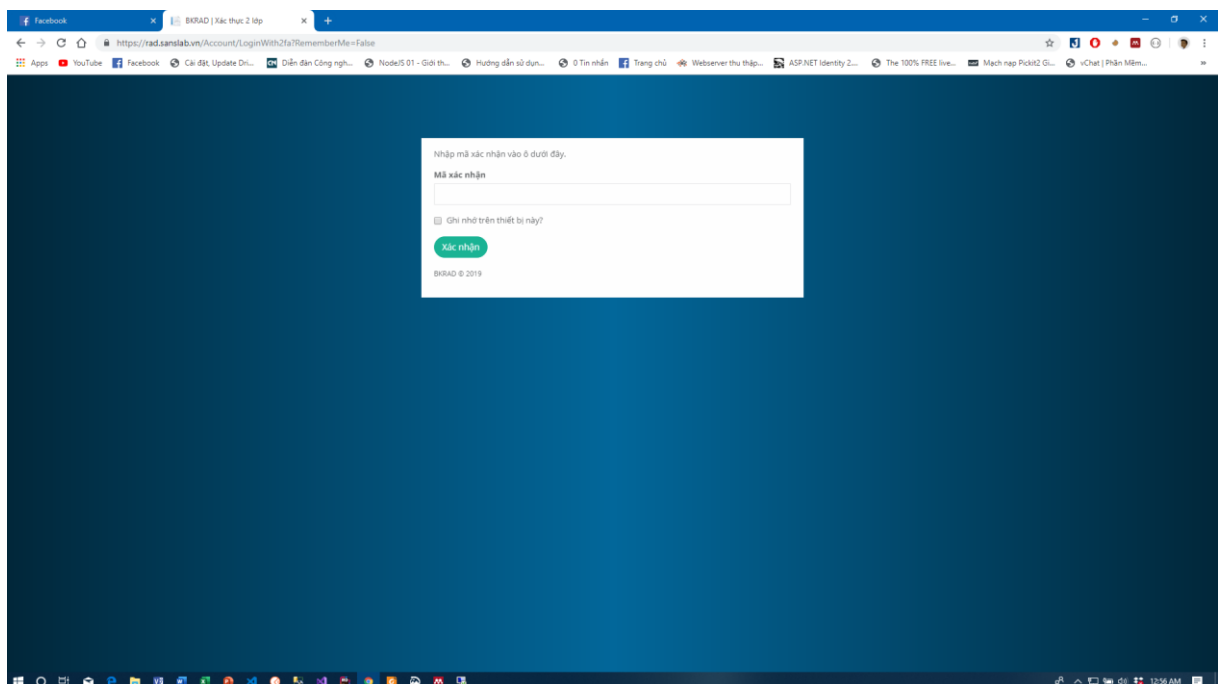 Facebook
BKRAD | Xác thực 2 lớp
https://rad.sanslab.vn/Account/LoginWith2fa?RememberMe=False
Apps YouTube Facebook Cài đặt, Update Dri... Diễn đàn Công ngh... NodeJS 01 - Giới th... Hướng dẫn sử dụn... 0 Tin nhắn Trang chủ Webserver thu thập... ASP.NET Identity 2.... The 100% FREE live... Mạch nạp Pickit2 Gi... vChat | Phần Mềm...
Nhập mã xác nhận vào ô dưới đây.
Mã xác nhận
Ghi nhớ trên thiết bị này?
Xác nhận
BKRAD © 2019
12:56 AM